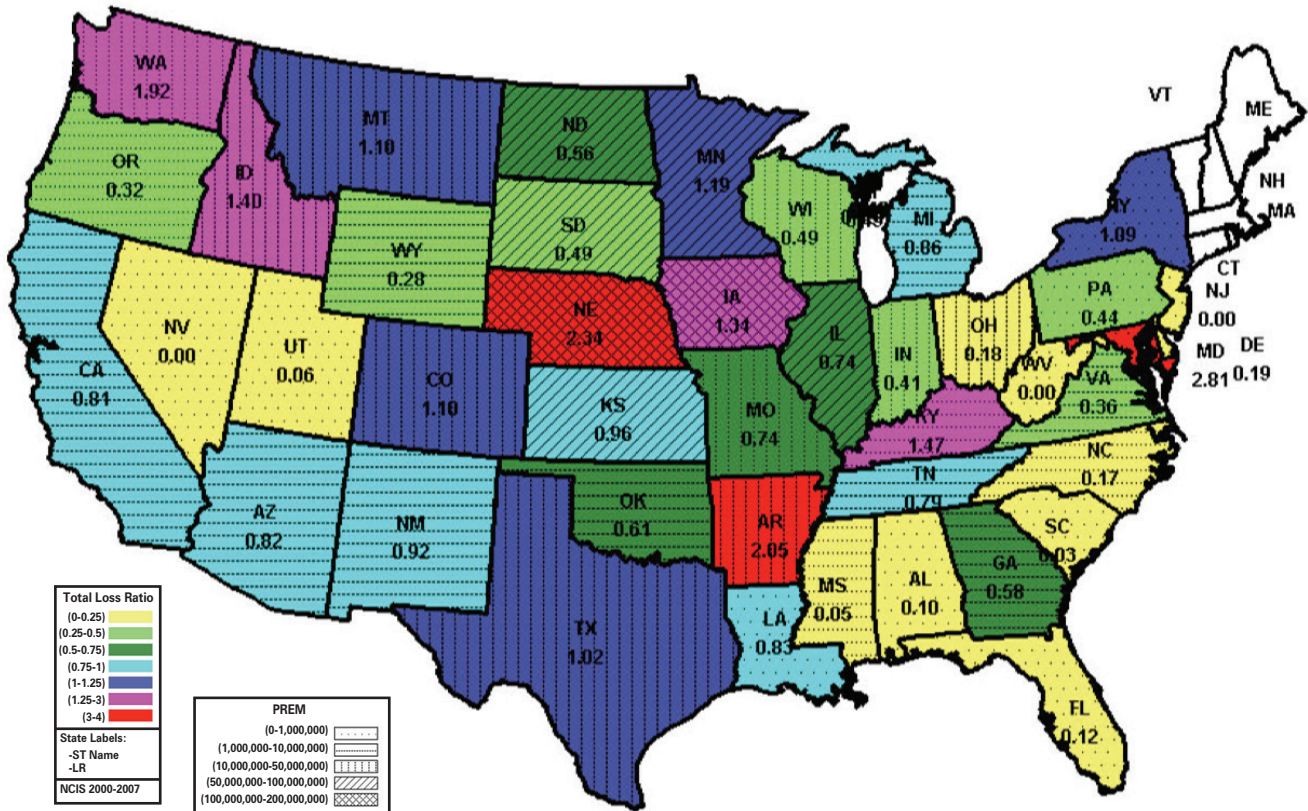 WA
1.92
MT
1.10
ND
0.56
MN
1.19
VT
ME
OR
0.32
ID
1.40
SD
0.49
WI
0.49
MI
0.86
NH
MA
NY
1.09
WY
0.28
CT
NJ
0.00
NE
2.34
IA
1.34
PA
0.44
NV
0.00
UT
0.06
IL
0.74
IN
0.41
OH
0.18
MD
2.81
DE
0.19
CA
0.81
CO
1.10
KS
0.96
MO
0.74
WV
0.00
VA
0.36
KY
1.47
NC
0.17
AZ
0.82
NM
0.92
OK
0.61
AR
2.05
TN
0.79
SC
0.03
MS
0.05
AL
0.10
GA
0.58
TX
1.02
LA
0.83
FL
0.12
Total Loss Ratio
(0-0.25)
(0.25-0.5)
(0.5-0.75)
(0.75-1)
(1-1.25)
(1.25-3)
(3-4)
State Labels:
-ST Name
-LR
NCIS 2000-2007
PREM
(0-1,000,000)
(1,000,000-10,000,000)
(10,000,000-50,000,000)
(50,000,000-100,000,000)
(100,000,000-200,000,000)